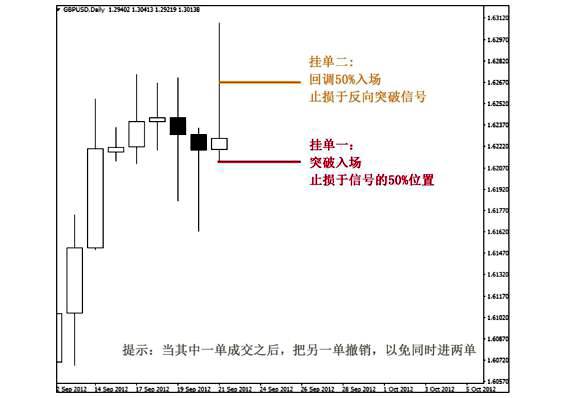 GBPUSD.Daily 1.29402 1.30413 1.29219 1.30138
1.63120
1.62970
1.62820
挂单二:
回调50%入场
止损于反向突破信号
1.62670
1.62520
1.62370
1.62220
挂单一:
突破入场
止损于信号的50%位置
1.62070
1.61920
1.61770
1.61620
1.61470
1.61320
1.61170
1.61020
1.60870
提示：当其中一单成交之后，把另一单撤销，以免同时进两单
1.60720
1.60570
2 Sep 2012 14 Sep 2012 17 Sep 2012 19 Sep 2012 21 Sep 2012 24 Sep 2012 26 Sep 2012 28 Sep 2012 1 Oct 2012 3 Oct 2012 5 Oct 2012